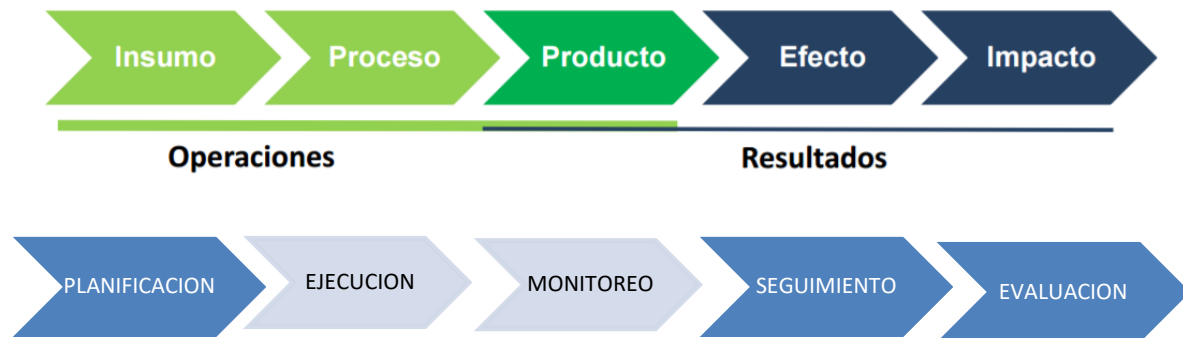 Insumo Proceso Producto Efecto Impacto
Operaciones Resultados
PLANIFICACION EJECUCION MONITOREO SEGUIMIENTO EVALUACION